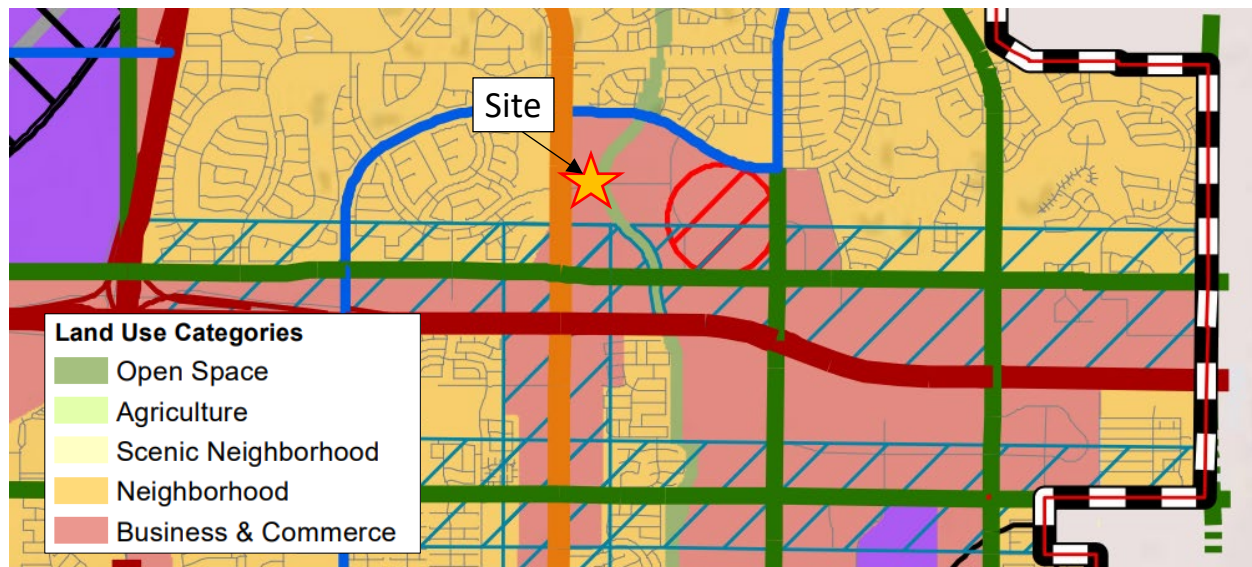 Site
Land Use Categories
Open Space
Agriculture
Scenic Neighborhood
Neighborhood
Business & Commerce